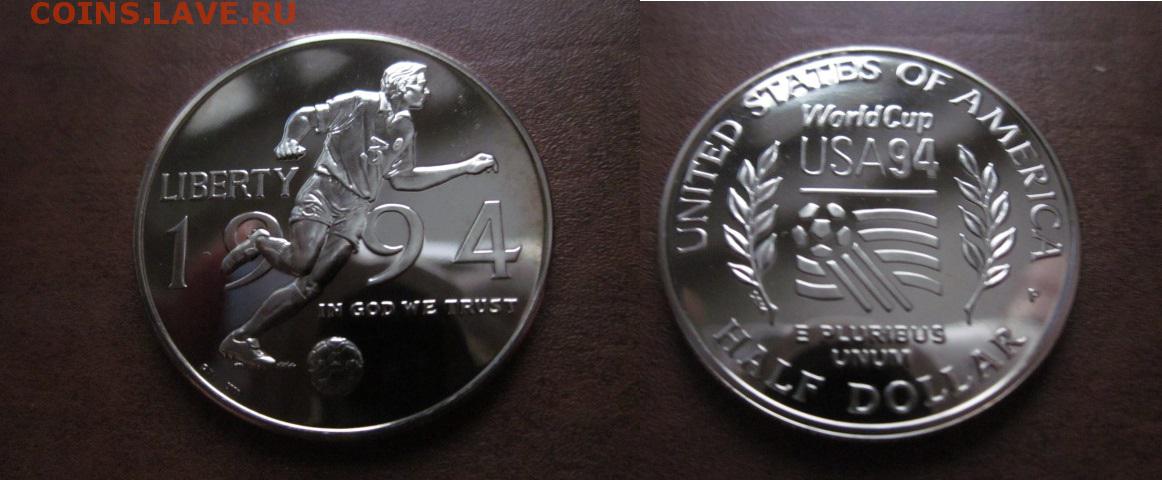 COINS.LAVE.RU
LIBERTY
1994
IN GOD WE TRUST
UNITED STATES OF AMERICA
WorldCup
USA94
P
E PLURIBUS
UNUM
HALF DOLLAR